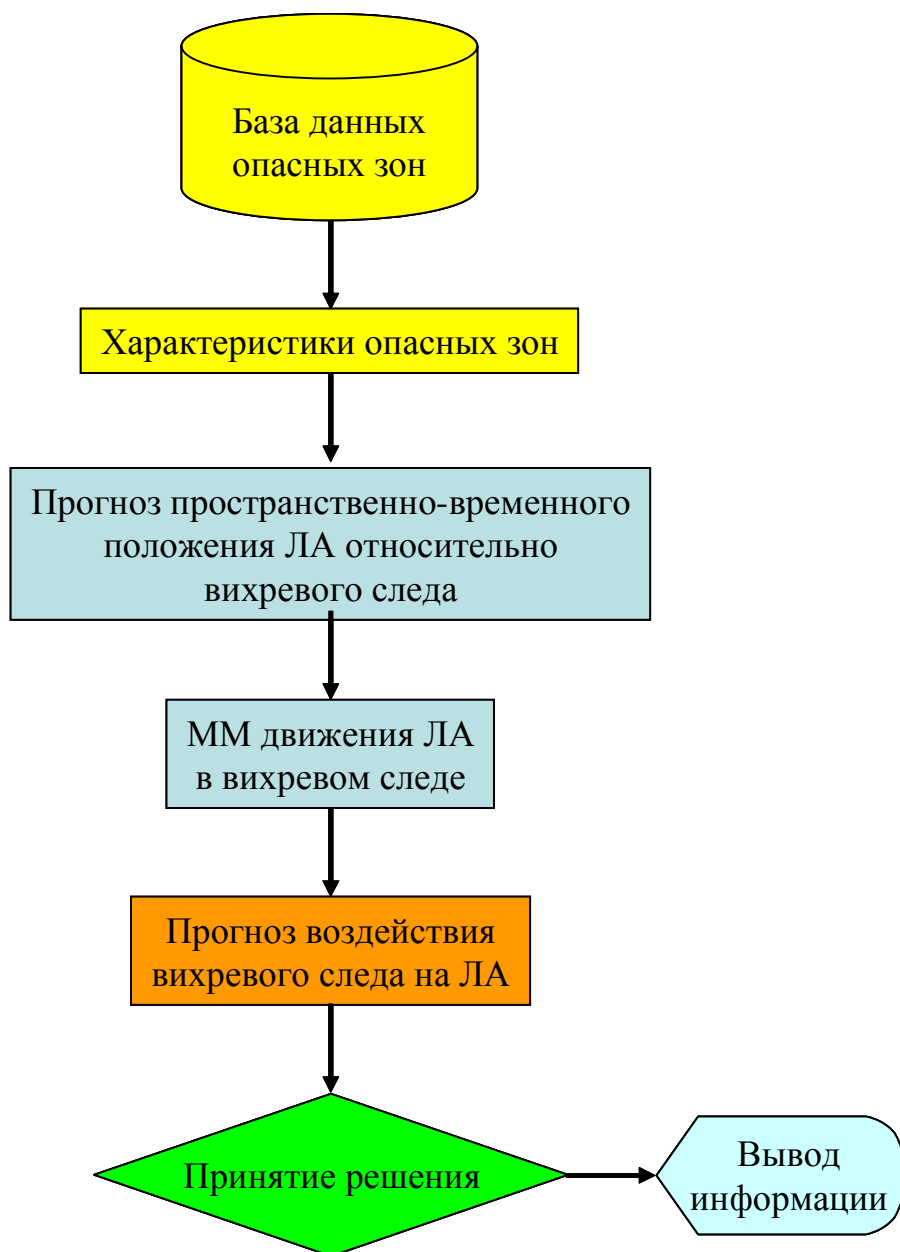 База данных
опасных зон
Характеристики опасных зон
Прогноз пространственно-временного
положения ЛА относительно
вихревого следа
ММ движения ЛА
в вихревом следе
Прогноз воздействия
вихревого следа на ЛА
Принятие решения
Вывод
информации